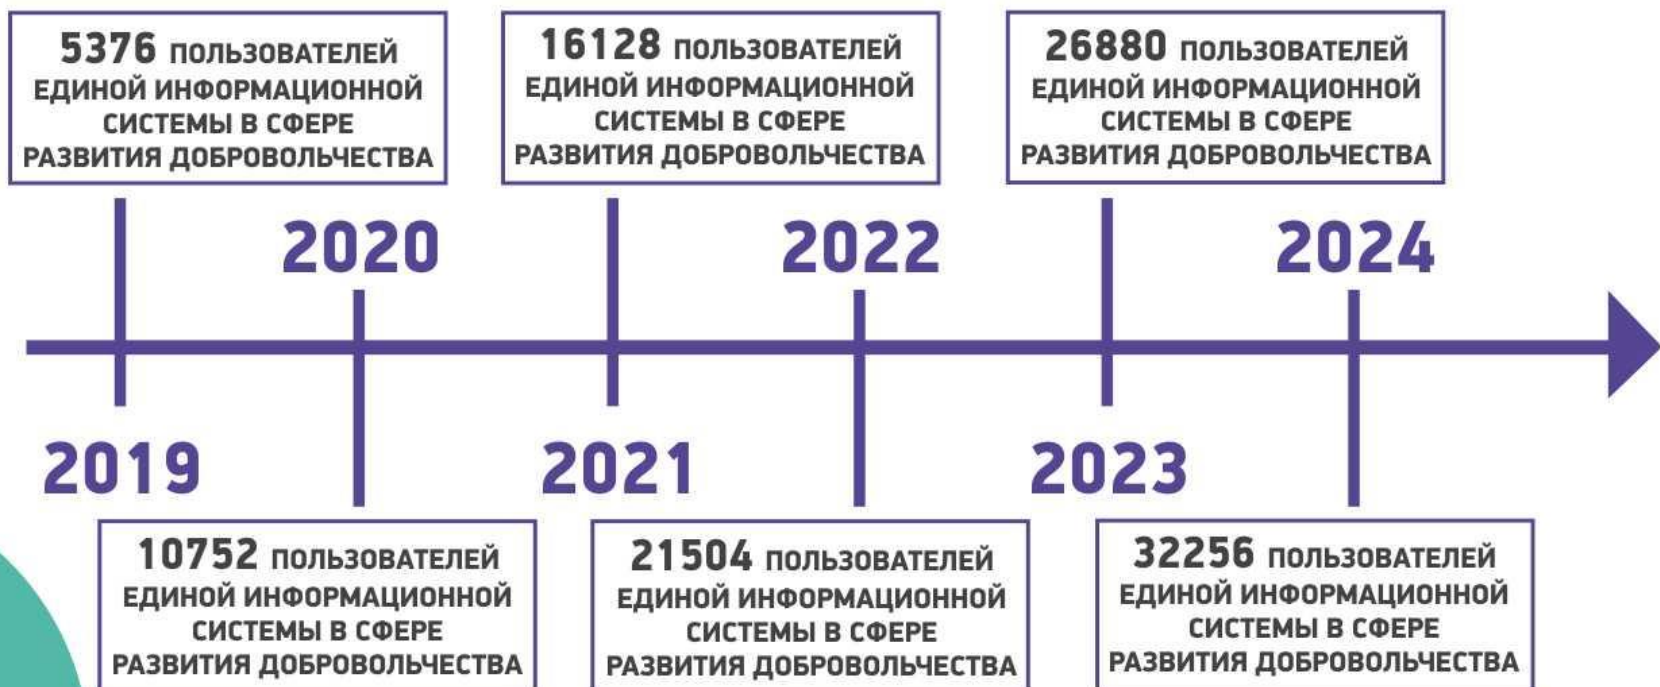 5376 ПОЛЬЗОВАТЕЛЕЙ
ЕДИНОЙ ИНФОРМАЦИОННОЙ
СИСТЕМЫ В СФЕРЕ
РАЗВИТИЯ ДОБРОВОЛЬЧЕСТВА
16128 ПОЛЬЗОВАТЕЛЕЙ
ЕДИНОЙ ИНФОРМАЦИОННОЙ
СИСТЕМЫ В СФЕРЕ
РАЗВИТИЯ ДОБРОВОЛЬЧЕСТВА
26880 ПОЛЬЗОВАТЕЛЕЙ
ЕДИНОЙ ИНФОРМАЦИОННОЙ
СИСТЕМЫ В СФЕРЕ
РАЗВИТИЯ ДОБРОВОЛЬЧЕСТВА
2020
2022
2024
2019
2021
2023
10752 ПОЛЬЗОВАТЕЛЕЙ
ЕДИНОЙ ИНФОРМАЦИОННОЙ
СИСТЕМЫ В СФЕРЕ
РАЗВИТИЯ ДОБРОВОЛЬЧЕСТВА
21504 ПОЛЬЗОВАТЕЛЕЙ
ЕДИНОЙ ИНФОРМАЦИОННОЙ
СИСТЕМЫ В СФЕРЕ
РАЗВИТИЯ ДОБРОВОЛЬЧЕСТВА
32256 ПОЛЬЗОВАТЕЛЕЙ
ЕДИНОЙ ИНФОРМАЦИОННОЙ
СИСТЕМЫ В СФЕРЕ
РАЗВИТИЯ ДОБРОВОЛЬЧЕСТВА